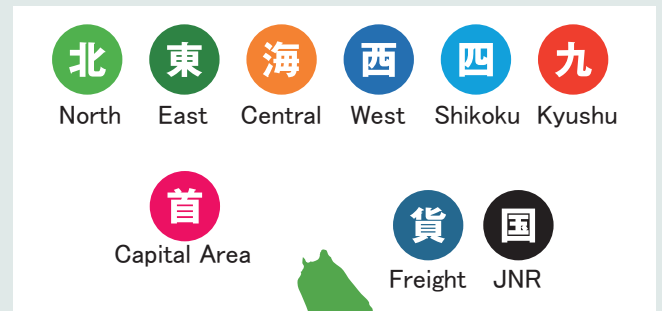 北 東 海 西 四 九
North East Central West Shikoku Kyushu
首 貨 国
Capital Area
Freight JNR